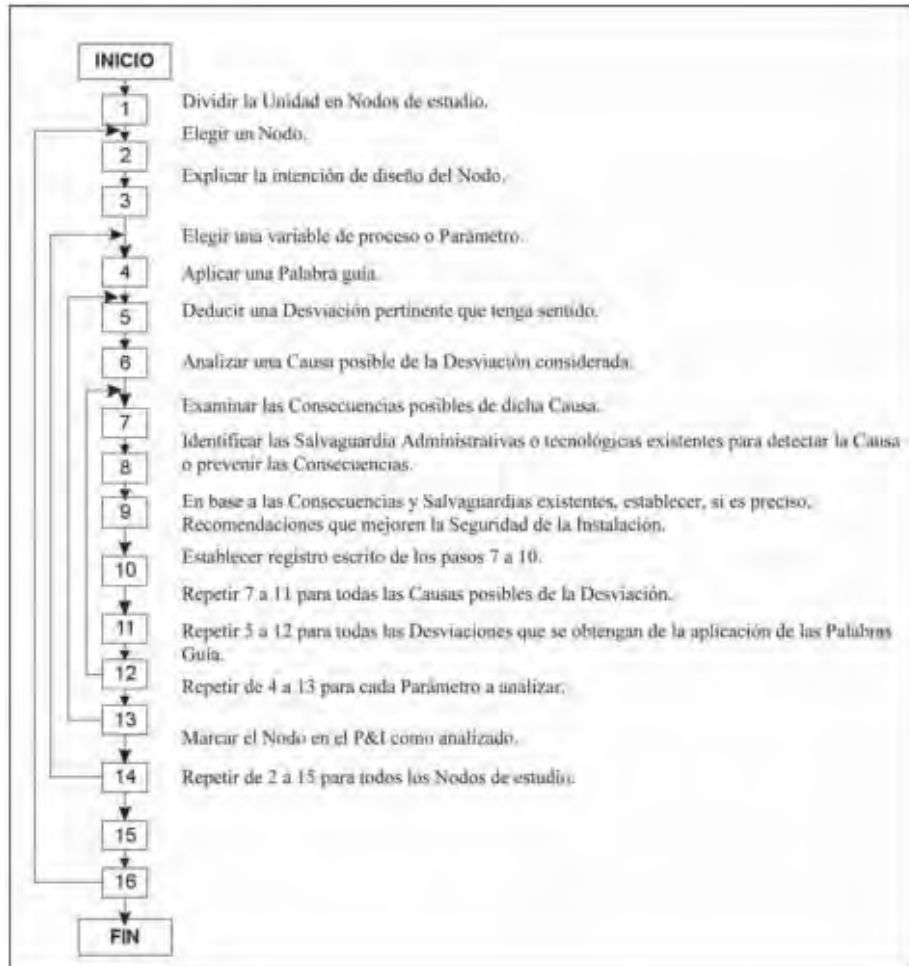 INICIO
1
Dividir la Unidad en Nodos de estudio.
Elegir un Nodo.
2
Explicar la intención de diseño del Nodo.
3
Elegir una variable de proceso o Parámetro.
4
Aplicar una Palabra guía.
5
Deducir una Desviación pertinente que tenga sentido.
6
Analizar una Causa posible de la Desviación considerada.
Examinar las Consecuencias posibles de dicha Causa.
7
Identificar las Salvaguardia Administrativas o tecnológicas existentes para detectar la Causa
o prevenir las Consecuencias.
8
9
En base a las Consecuencias y Salvaguardias existentes, establecer, si es preciso,
Recomendaciones que mejoren la Seguridad de la Instalación.
Establecer registro escrito de los pasos 7 a 10.
10
Repetir 7 a 11 para todas las Causas posibles de la Desviación.
11
Repetir 5 a 12 para todas las Desviaciones que se obtengan de la aplicación de las Palabras
Guía.
12
Repetir de 4 a 13 para cada Parámetro a analizar.
13
Marcar el Nodo en el P&I como analizado.
14
Repetir de 2 a 15 para todos los Nodos de estudio.
15
16
FIN